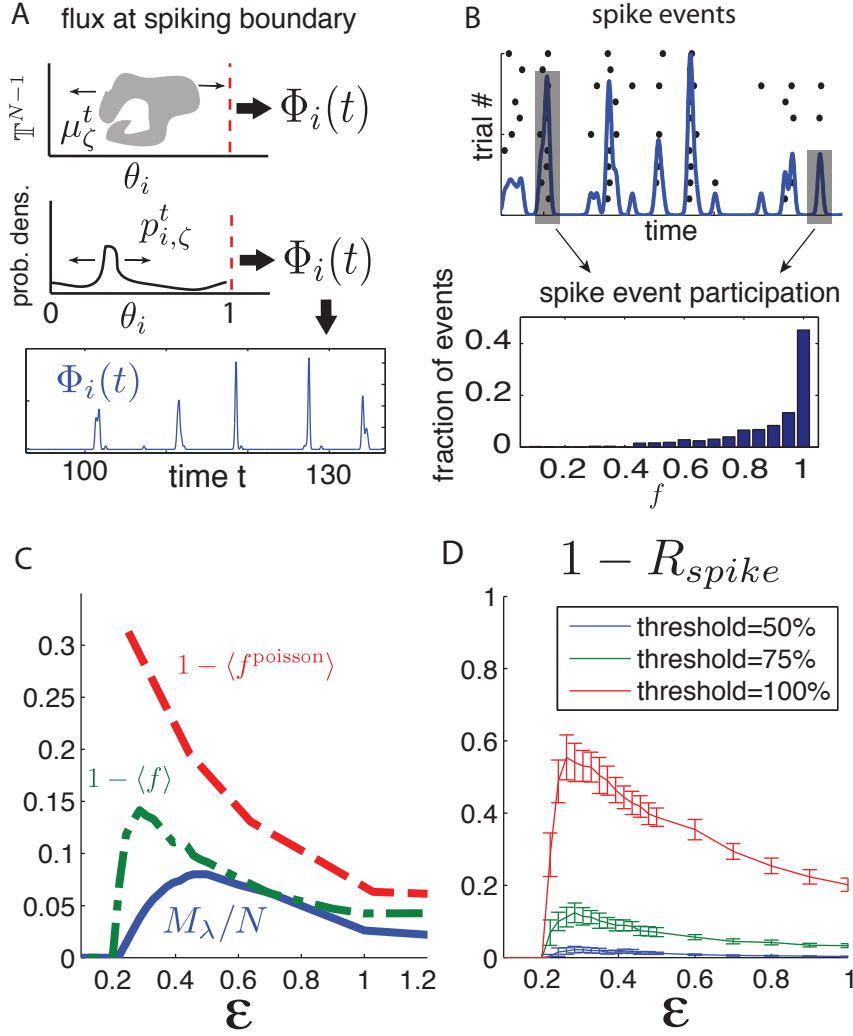 A
flux at spiking boundary
𝕋^{N−1}
μ_ζ^t
Φ_i(t)
θ_i
prob. dens.
p_{i,ζ}^t
Φ_i(t)
0
θ_i
1
Φ_i(t)
100
time t
130
B
spike events
trial #
time
spike event participation
fraction of events
0.4
0.2
0
0.2
0.4
0.6
0.8
1
f
C
0.3
0.25
0.2
0.15
0.1
0.05
0
1 − ⟨f^{poisson}⟩
1 − ⟨f⟩
M_λ/N
0.2
0.4
0.6
0.8
1
1.2
ε
D
1 − R_{spike}
1
0.8
0.6
0.4
0.2
0
threshold=50%
threshold=75%
threshold=100%
0.2
0.4
0.6
0.8
1
ε